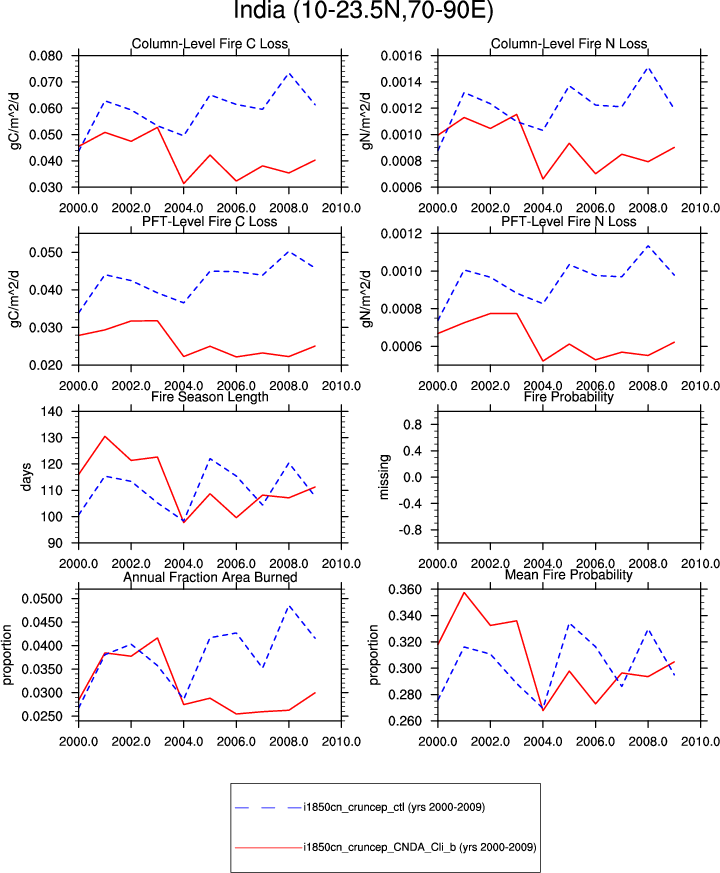 India (10-23.5N,70-90E)
Column-Level Fire C Loss
gC/m^2/d
0.080
0.070
0.060
0.050
0.040
0.030
2000.0 2002.0 2004.0 2006.0 2008.0 2010.0
Column-Level Fire N Loss
gN/m^2/d
0.0016
0.0014
0.0012
0.0010
0.0008
0.0006
2000.0 2002.0 2004.0 2006.0 2008.0 2010.0
PFT-Level Fire C Loss
gC/m^2/d
0.050
0.040
0.030
0.020
2000.0 2002.0 2004.0 2006.0 2008.0 2010.0
PFT-Level Fire N Loss
gN/m^2/d
0.0012
0.0010
0.0008
0.0006
2000.0 2002.0 2004.0 2006.0 2008.0 2010.0
Fire Season Length
days
140
130
120
110
100
90
2000.0 2002.0 2004.0 2006.0 2008.0 2010.0
Fire Probability
missing
0.8
0.4
0.0
-0.4
-0.8
2000.0 2002.0 2004.0 2006.0 2008.0 2010.0
Annual Fraction Area Burned
proportion
0.0500
0.0450
0.0400
0.0350
0.0300
0.0250
2000.0 2002.0 2004.0 2006.0 2008.0 2010.0
Mean Fire Probability
proportion
0.360
0.340
0.320
0.300
0.280
0.260
2000.0 2002.0 2004.0 2006.0 2008.0 2010.0
i1850cn_cruncep_ctl (yrs 2000-2009)
i1850cn_cruncep_CNDA_Cli_b (yrs 2000-2009)